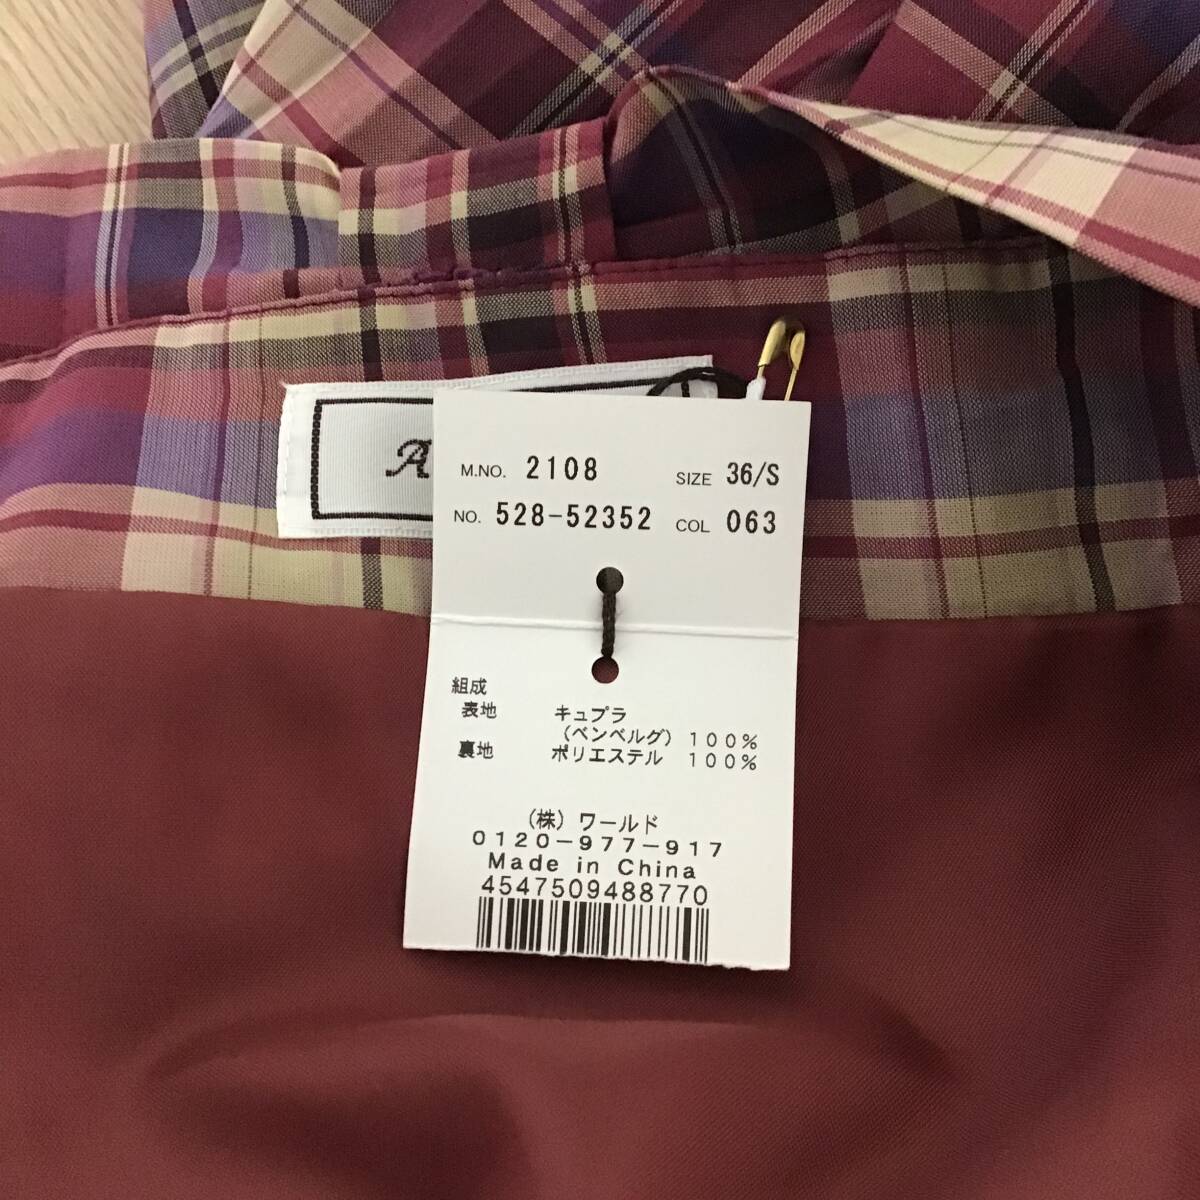 A
M.NO. 2108 SIZE 36/S
NO. 528-52352 COL 063
組成
表地 キュプラ
(ベンベルグ) 100%
裏地 ポリエステル 100%
(株)ワールド
0120-977-917
Made in China
4547509488770